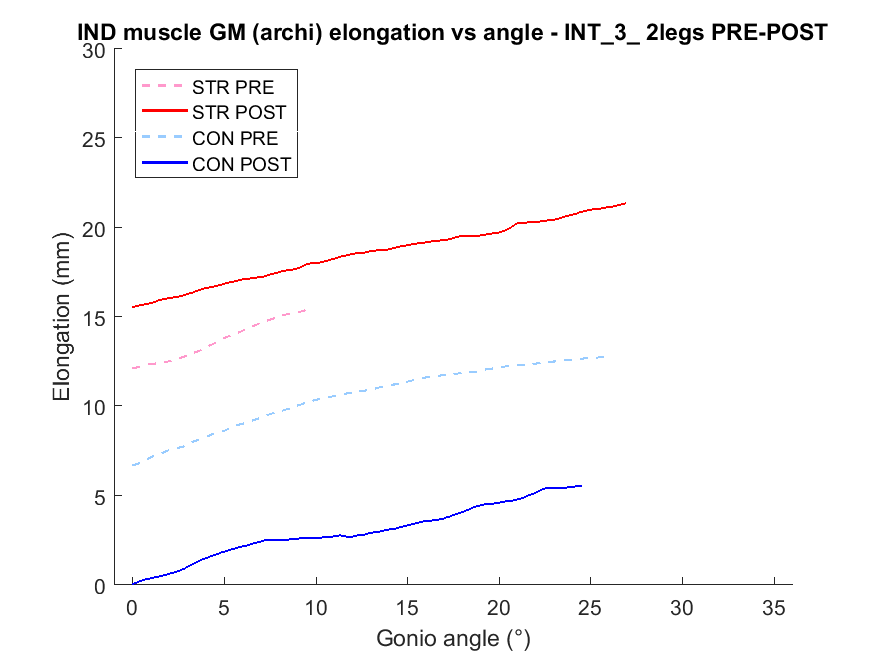 IND muscle GM (archi) elongation vs angle - INT_3_ 2legs PRE-POST
30
25
20
15
10
5
0
Elongation (mm)
STR PRE
STR POST
CON PRE
CON POST
0 5 10 15 20 25 30 35
Gonio angle (°)